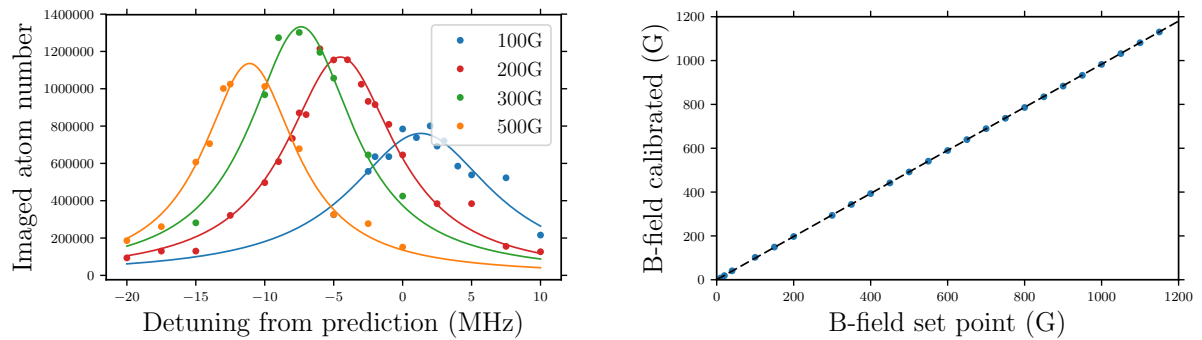 1400000
1200000
1000000
800000
600000
400000
200000
0
Imaged atom number
100G
200G
300G
500G
−20 −15 −10 −5 0 5 10
Detuning from prediction (MHz)
1200
1000
800
600
400
200
0
B-field calibrated (G)
0 200 400 600 800 1000 1200
B-field set point (G)